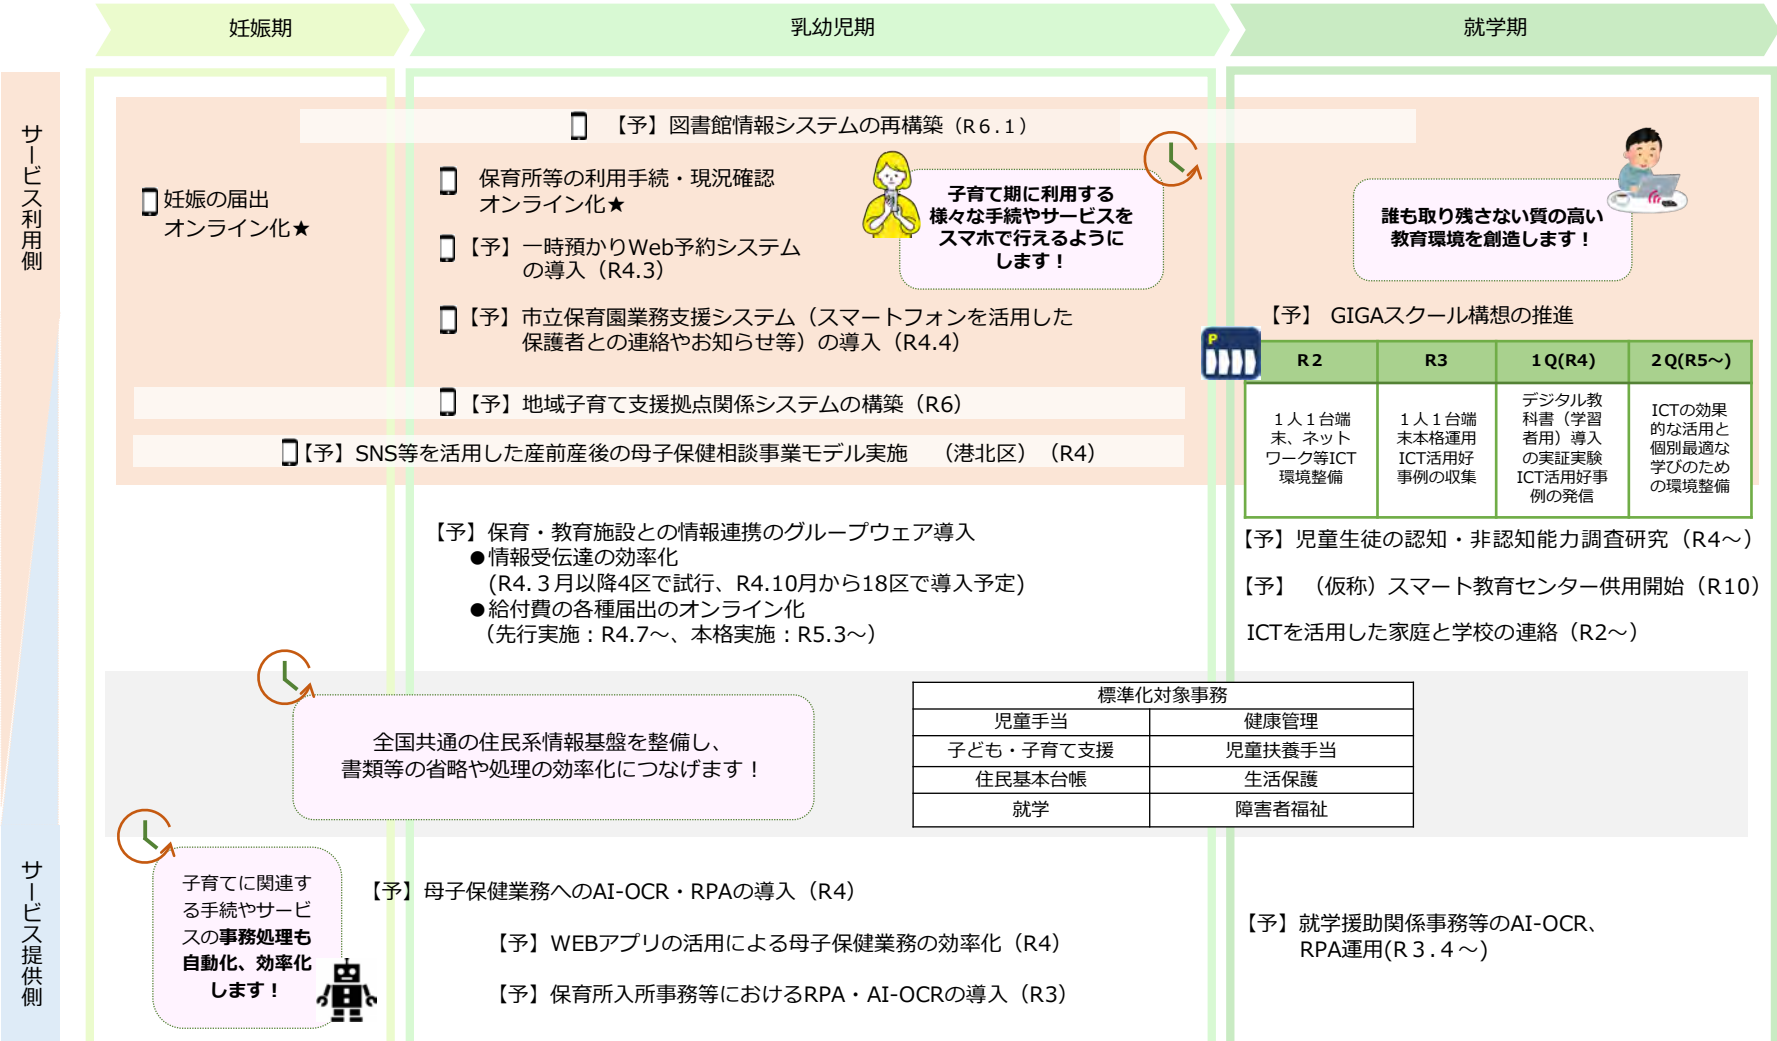 妊娠期
乳幼児期
就学期
サービス利用側
【予】図書館情報システムの再構築（R６.１）
妊娠の届出
オンライン化★
保育所等の利用手続・現況確認
オンライン化★
【予】一時預かりWeb予約システム
の導入（R4.3）
子育て期に利用する
様々な手続やサービスを
スマホで行えるように
します！
誰も取り残さない質の高い
教育環境を創造します！
【予】市立保育園業務支援システム（スマートフォンを活用した
保護者との連絡やお知らせ等）の導入（R4.4）
【予】地域子育て支援拠点関係システムの構築（R6）
【予】SNS等を活用した産前産後の母子保健相談事業モデル実施　（港北区）（R4）
【予】 GIGAスクール構想の推進
P
R２
R3
１Q(R4)
２Q(R5～)
１人１台端
末、ネット
ワーク等ICT
環境整備
１人１台端
末本格運用
ICT活用好
事例の収集
デジタル教
科書（学習
者用）導入
の実証実験
ICT活用好事
例の発信
ICTの効果
的な活用と
個別最適な
学びのため
の環境整備
【予】保育・教育施設との情報連携のグループウェア導入
●情報受伝達の効率化
(R4.３月以降4区で試行、R4.10月から18区で導入予定)
●給付費の各種届出のオンライン化
（先行実施：R4.7～、本格実施：R5.3～）
【予】児童生徒の認知・非認知能力調査研究（R4～）
【予】（仮称）スマート教育センター供用開始（R10）
ICTを活用した家庭と学校の連絡（R2～）
全国共通の住民系情報基盤を整備し、
書類等の省略や処理の効率化につなげます！
標準化対象事務
児童手当
健康管理
子ども・子育て支援
児童扶養手当
住民基本台帳
生活保護
就学
障害者福祉
サービス提供側
子育てに関連す
る手続やサービ
スの事務処理も
自動化、効率化
します！
【予】母子保健業務へのAI-OCR・RPAの導入（R4）
【予】WEBアプリの活用による母子保健業務の効率化（R4）
【予】保育所入所事務等におけるRPA・AI-OCRの導入（R3）
【予】就学援助関係事務等のAI-OCR、
RPA運用(R３.４～)